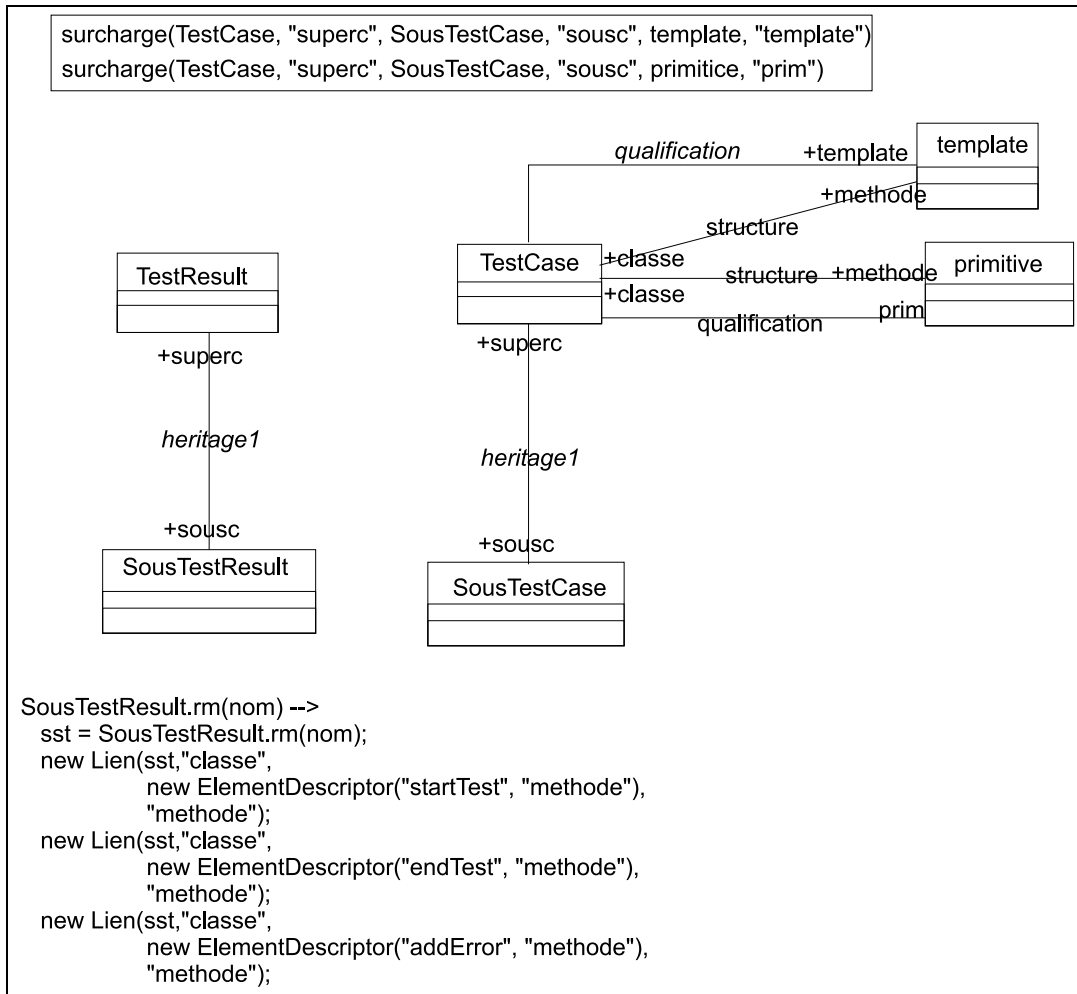 surcharge(TestCase, "superc", SousTestCase, "sousc", template, "template")
surcharge(TestCase, "superc", SousTestCase, "sousc", primitice, "prim")
qualification
+template
template
+methode
structure
TestResult
TestCase
+classe
structure
+methode
primitive
+classe
qualification
prim
+superc
+superc
heritage1
heritage1
+sousc
+sousc
SousTestResult
SousTestCase
SousTestResult.rm(nom) -->
sst = SousTestResult.rm(nom);
new Lien(sst,"classe",
new ElementDescriptor("startTest", "methode"),
"methode");
new Lien(sst,"classe",
new ElementDescriptor("endTest", "methode"),
"methode");
new Lien(sst,"classe",
new ElementDescriptor("addError", "methode"),
"methode");